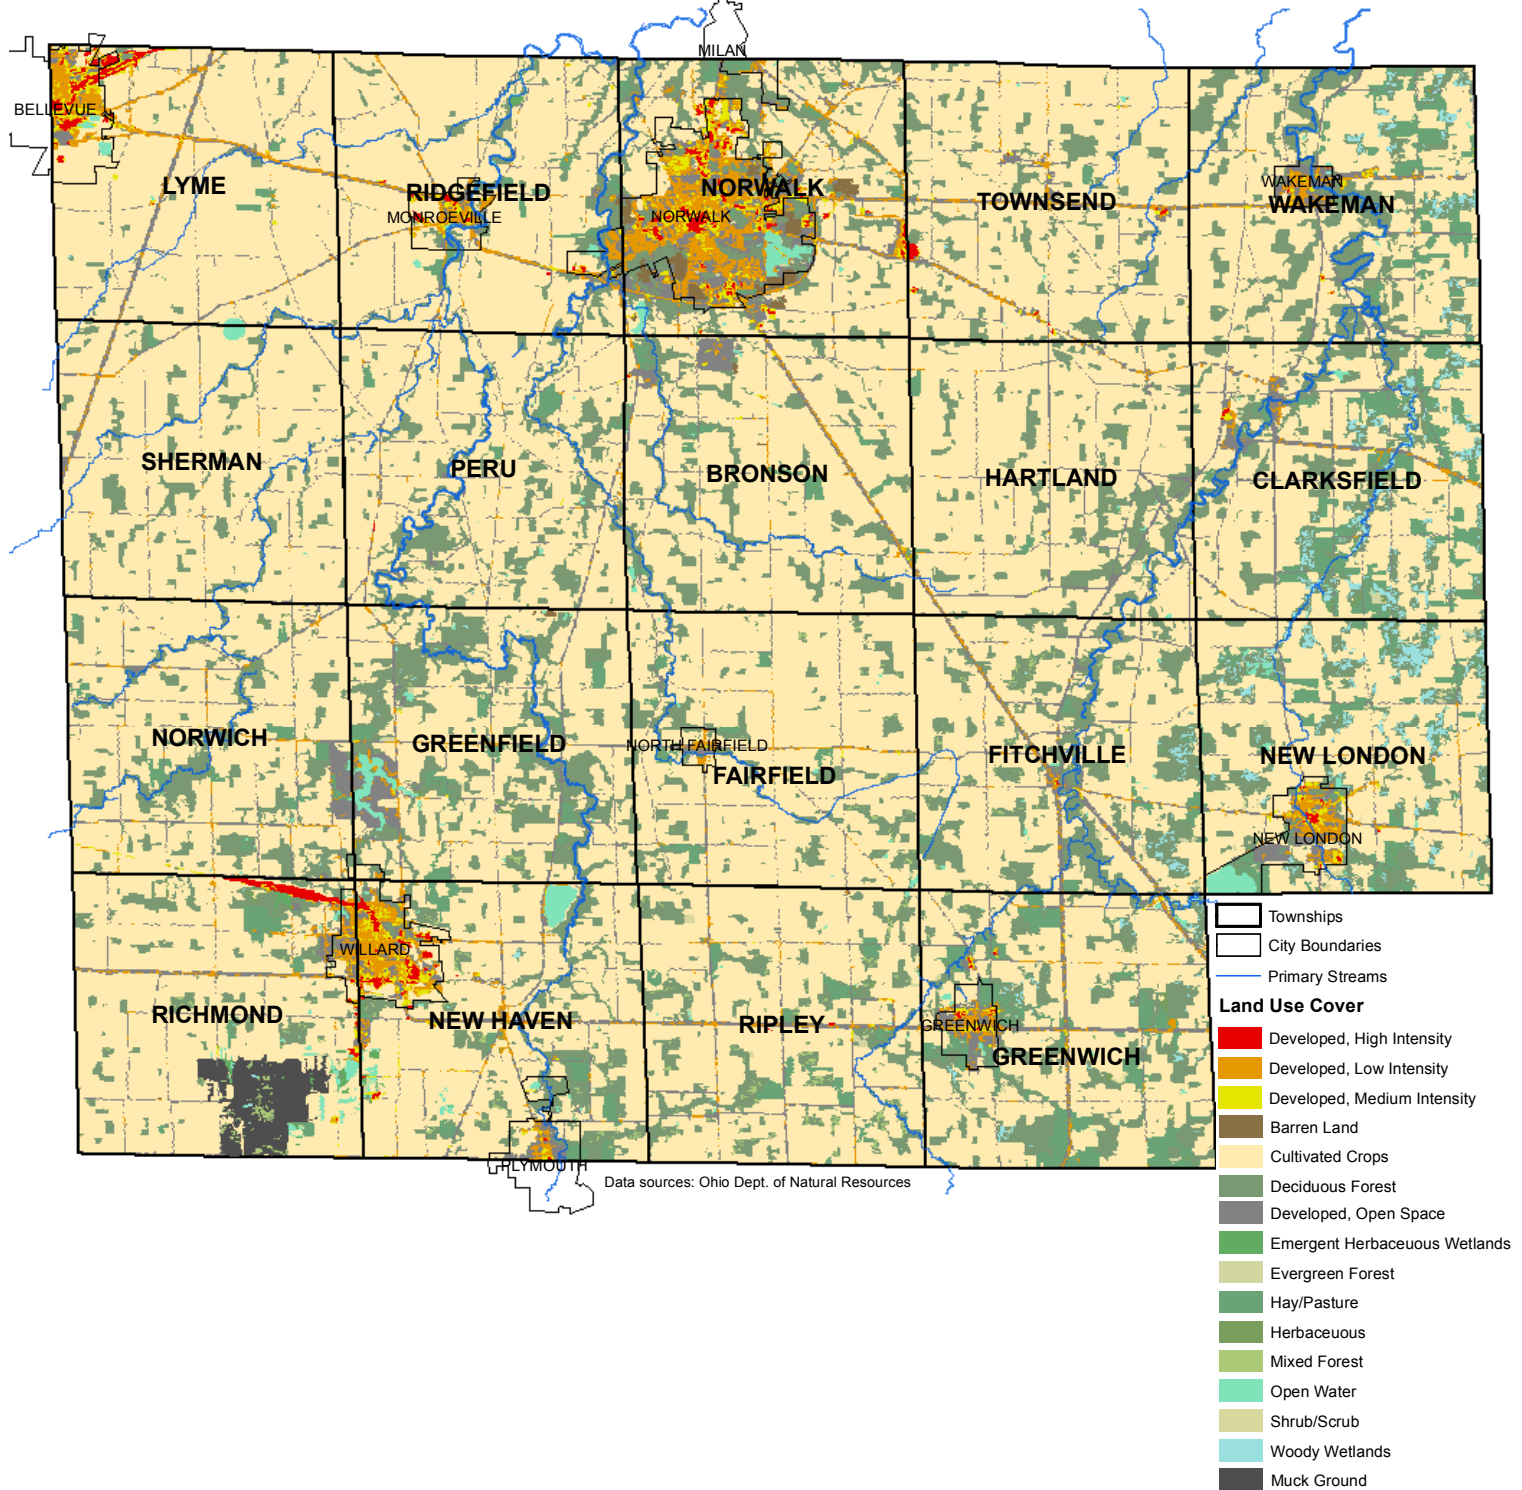 MILAN
BELLEVUE
LYME
RIDGEFIELD
MONROEVILLE
NORWALK
NORWALK
TOWNSEND
WAKEMAN
WAKEMAN
SHERMAN
PERU
BRONSON
HARTLAND
CLARKSFIELD
NORWICH
GREENFIELD
NORTH FAIRFIELD
FAIRFIELD
FITCHVILLE
NEW LONDON
NEW LONDON
WILLARD
RICHMOND
NEW HAVEN
RIPLEY
GREENWICH
GREENWICH
PLYMOUTH
Data sources: Ohio Dept. of Natural Resources
Townships
City Boundaries
Primary Streams
Land Use Cover
Developed, High Intensity
Developed, Low Intensity
Developed, Medium Intensity
Barren Land
Cultivated Crops
Deciduous Forest
Developed, Open Space
Emergent Herbaceuous Wetlands
Evergreen Forest
Hay/Pasture
Herbaceuous
Mixed Forest
Open Water
Shrub/Scrub
Woody Wetlands
Muck Ground